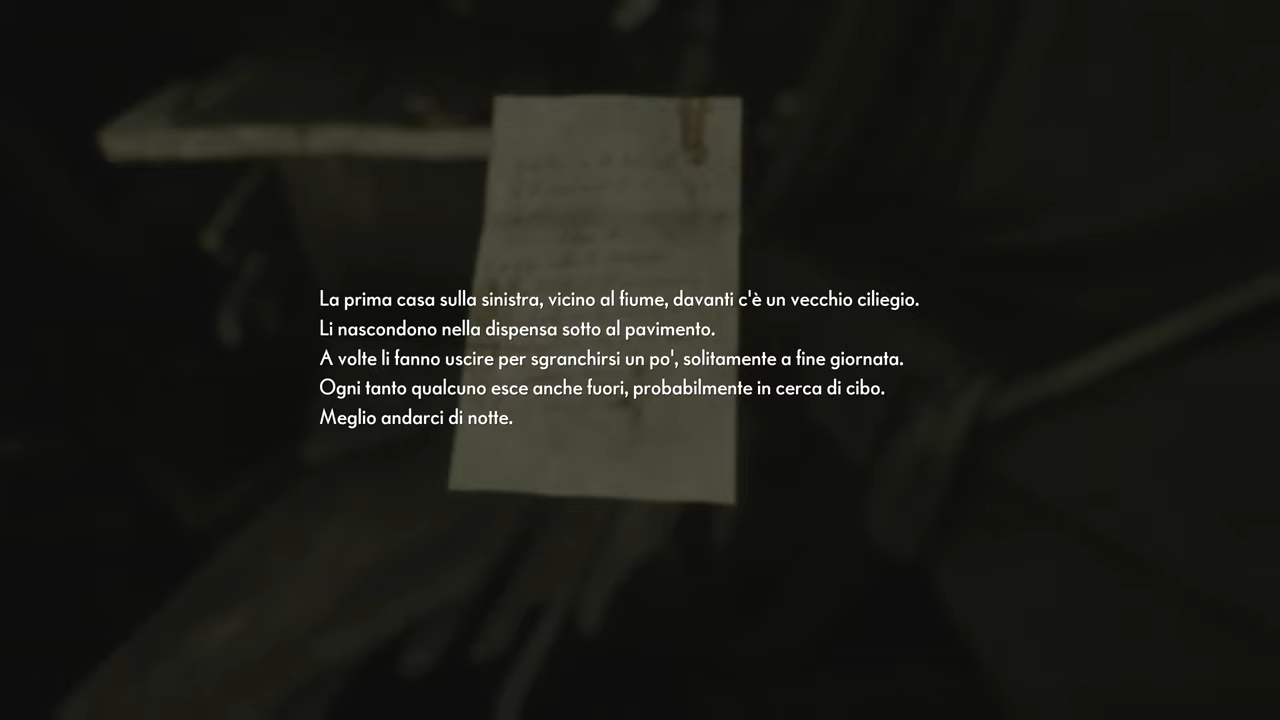 La prima casa sulla sinistra, vicino al fiume, davanti c'è un vecchio ciliegio.
Li nascondono nella dispensa sotto al pavimento.
A volte li fanno uscire per sgranchirsi un po', solitamente a fine giornata.
Ogni tanto qualcuno esce anche fuori, probabilmente in cerca di cibo.
Meglio andarci di notte.